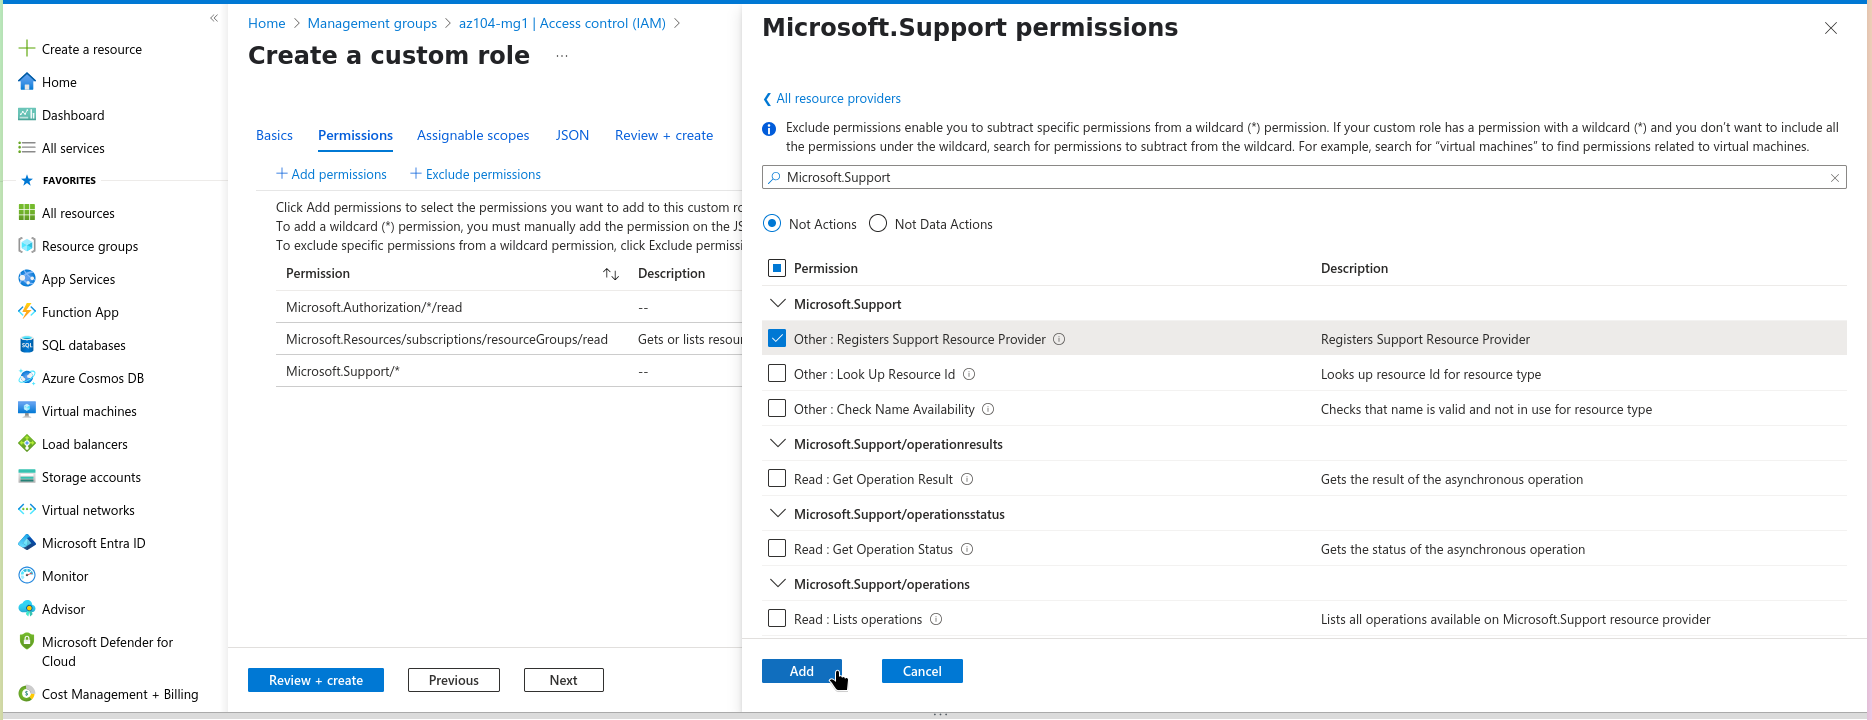 «
Create a resource
Home
Dashboard
All services
FAVORITES
All resources
Resource groups
App Services
Function App
SQL databases
Azure Cosmos DB
Virtual machines
Load balancers
Storage accounts
Virtual networks
Microsoft Entra ID
Monitor
Advisor
Microsoft Defender for
Cloud
Cost Management + Billing
Home > Management groups > az104-mg1 | Access control (IAM) >
Create a custom role ...
Basics Permissions Assignable scopes JSON Review + create
+ Add permissions + Exclude permissions
Click Add permissions to select the permissions you want to add to this custom ro
To add a wildcard (*) permission, you must manually add the permission on the JS
To exclude specific permissions from a wildcard permission, click Exclude permissi
Permission ↑↓ Description
Microsoft.Authorization/*/read --
Microsoft.Resources/subscriptions/resourceGroups/read Gets or lists resou
Microsoft.Support/* --
Review + create Previous Next
Microsoft.Support permissions
All resource providers
Exclude permissions enable you to subtract specific permissions from a wildcard (*) permission. If your custom role has a permission with a wildcard (*) and you don’t want to include all
the permissions under the wildcard, search for permissions to subtract from the wildcard. For example, search for “virtual machines” to find permissions related to virtual machines.
Microsoft.Support
Not Actions Not Data Actions
Permission Description
Microsoft.Support
Other : Registers Support Resource Provider Registers Support Resource Provider
Other : Look Up Resource Id Looks up resource Id for resource type
Other : Check Name Availability Checks that name is valid and not in use for resource type
Microsoft.Support/operationresults
Read : Get Operation Result Gets the result of the asynchronous operation
Microsoft.Support/operationsstatus
Read : Get Operation Status Gets the status of the asynchronous operation
Microsoft.Support/operations
Read : Lists operations Lists all operations available on Microsoft.Support resource provider
Add Cancel